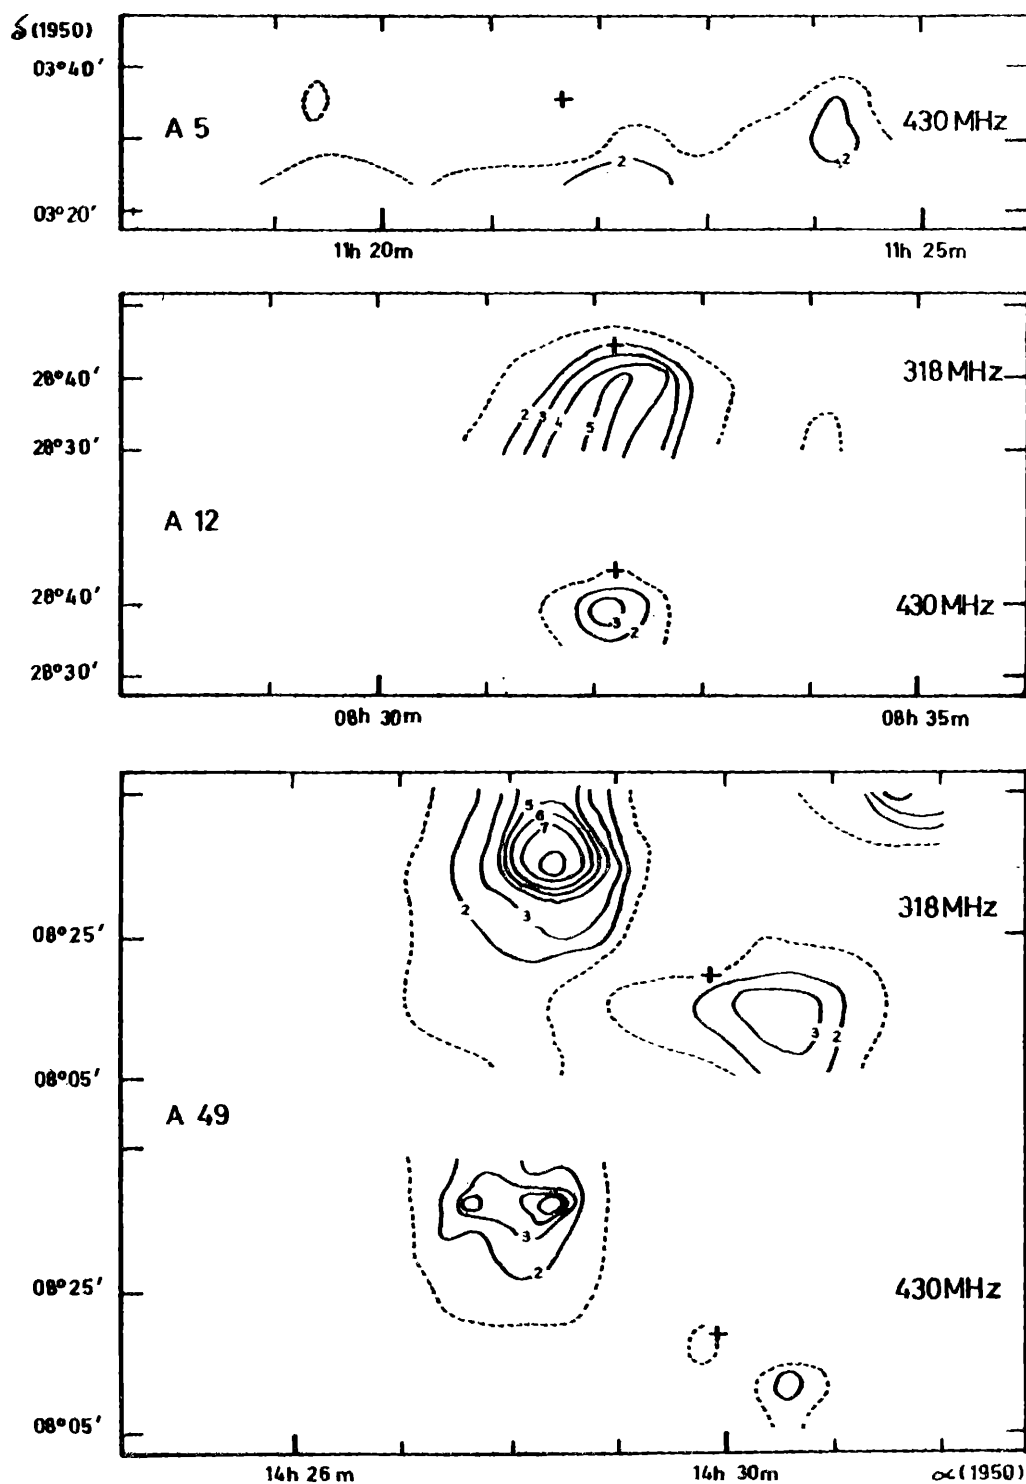 δ(1950)
03°40′
A 5
430 MHz
2
2
03°20′
11h 20m
11h 25m
28°40′
318 MHz
2 3 4 5
28°30′
A 12
28°40′
430 MHz
3 2
28°30′
08h 30m
08h 35m
5
6
7
2
3
318 MHz
08°25′
3 2
08°05′
A 49
3
2
08°25′
430 MHz
08°05′
14h 26m
14h 30m
α(1950)